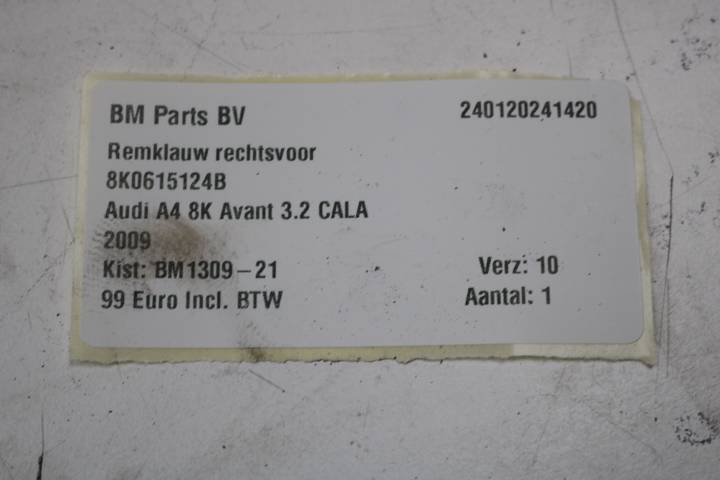 BM Parts BV 240120241420
Remklauw rechtsvoor
8K0615124B
Audi A4 8K Avant 3.2 CALA
2009
Kist: BM1309-21 Verz: 10
99 Euro Incl. BTW Aantal: 1